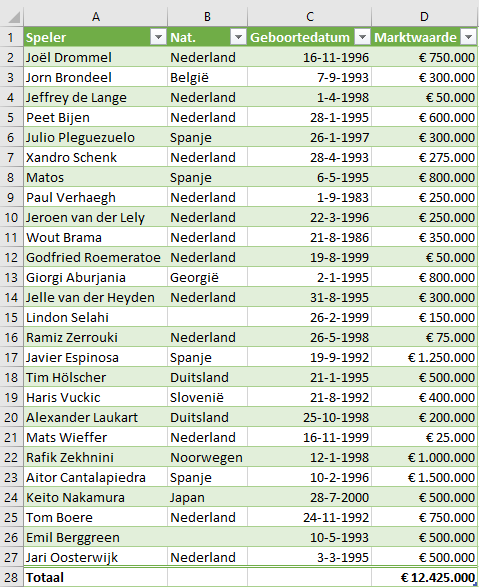 A B C D
1 Speler Nat. Geboortedatum Marktwaarde
2 Joël Drommel Nederland 16-11-1996 € 750.000
3 Jorn Brondeel België 7-9-1993 € 300.000
4 Jeffrey de Lange Nederland 1-4-1998 € 50.000
5 Peet Bijen Nederland 28-1-1995 € 600.000
6 Julio Pleguezuelo Spanje 26-1-1997 € 300.000
7 Xandro Schenk Nederland 28-4-1993 € 275.000
8 Matos Spanje 6-5-1995 € 800.000
9 Paul Verhaegh Nederland 1-9-1983 € 250.000
10 Jeroen van der Lely Nederland 22-3-1996 € 250.000
11 Wout Brama Nederland 21-8-1986 € 350.000
12 Godfried Roemeratoe Nederland 19-8-1999 € 50.000
13 Giorgi Aburjania Georgië 2-1-1995 € 800.000
14 Jelle van der Heyden Nederland 31-8-1995 € 300.000
15 Lindon Selahi 26-2-1999 € 150.000
16 Ramiz Zerrouki Nederland 26-5-1998 € 75.000
17 Javier Espinosa Spanje 19-9-1992 € 1.250.000
18 Tim Hölscher Duitsland 21-1-1995 € 500.000
19 Haris Vuckic Slovenië 21-8-1992 € 400.000
20 Alexander Laukart Duitsland 25-10-1998 € 200.000
21 Mats Wieffer Nederland 16-11-1999 € 25.000
22 Rafik Zekhnini Noorwegen 12-1-1998 € 1.000.000
23 Aitor Cantalapiedra Spanje 10-2-1996 € 1.500.000
24 Keito Nakamura Japan 28-7-2000 € 500.000
25 Tom Boere Nederland 24-11-1992 € 750.000
26 Emil Berggreen 10-5-1993 € 500.000
27 Jari Oosterwijk Nederland 3-3-1995 € 500.000
28 Totaal € 12.425.000